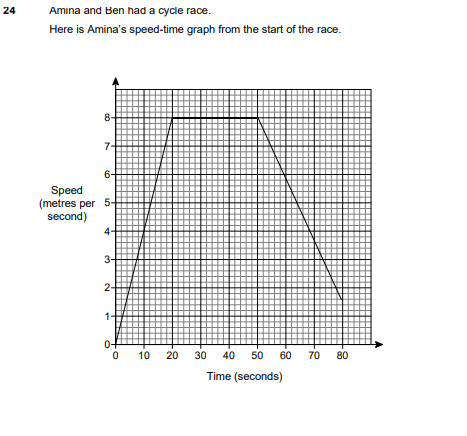 24 Amina and Ben had a cycle race.
Here is Amina's speed-time graph from the start of the race.
8
7
6
Speed
(metres per
second)
5
4
3
2
1
0
0 10 20 30 40 50 60 70 80
Time (seconds)